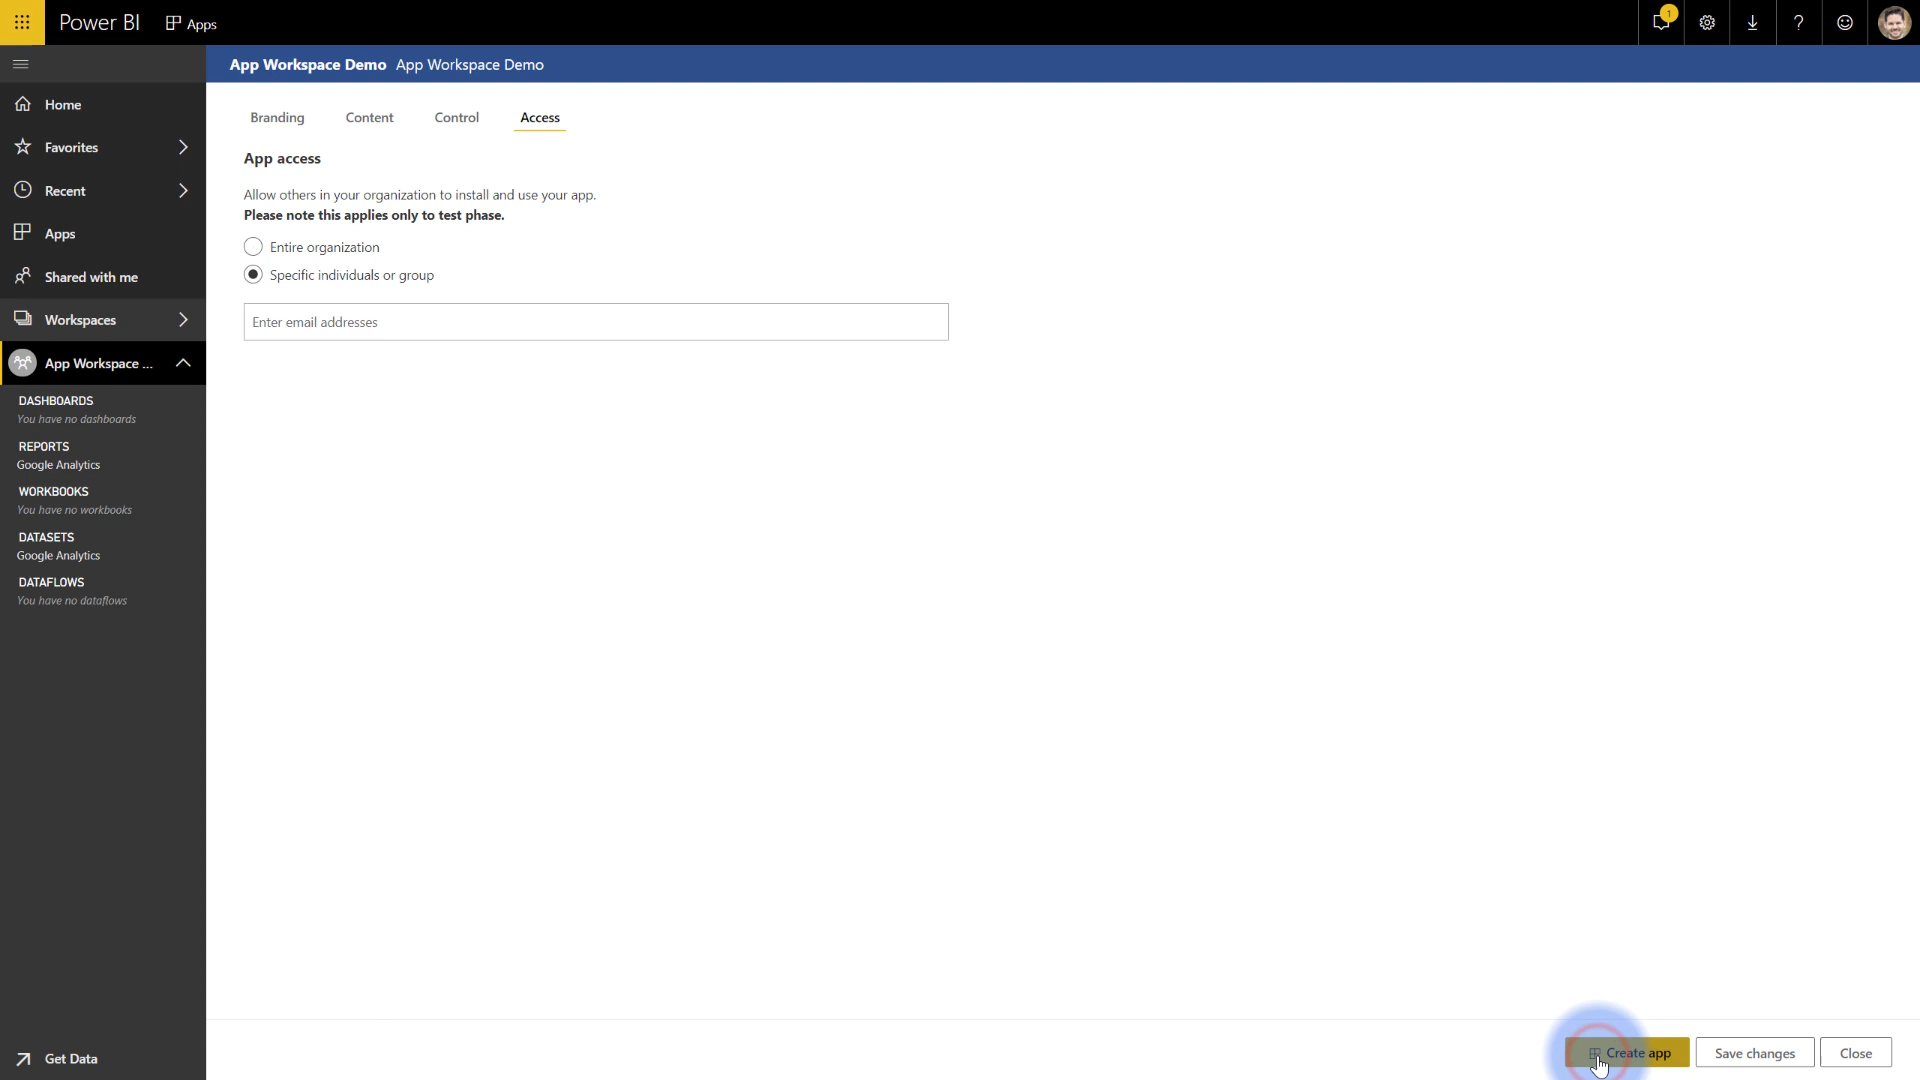 Power BI
Apps
1
?
App Workspace Demo App Workspace Demo
Home
Favorites
Recent
Apps
Shared with me
Workspaces
App Workspace ...
DASHBOARDS
You have no dashboards
REPORTS
Google Analytics
WORKBOOKS
You have no workbooks
DATASETS
Google Analytics
DATAFLOWS
You have no dataflows
Get Data
Branding Content Control Access
App access
Allow others in your organization to install and use your app.
Please note this applies only to test phase.
Entire organization
Specific individuals or group
Enter email addresses
Create app Save changes Close